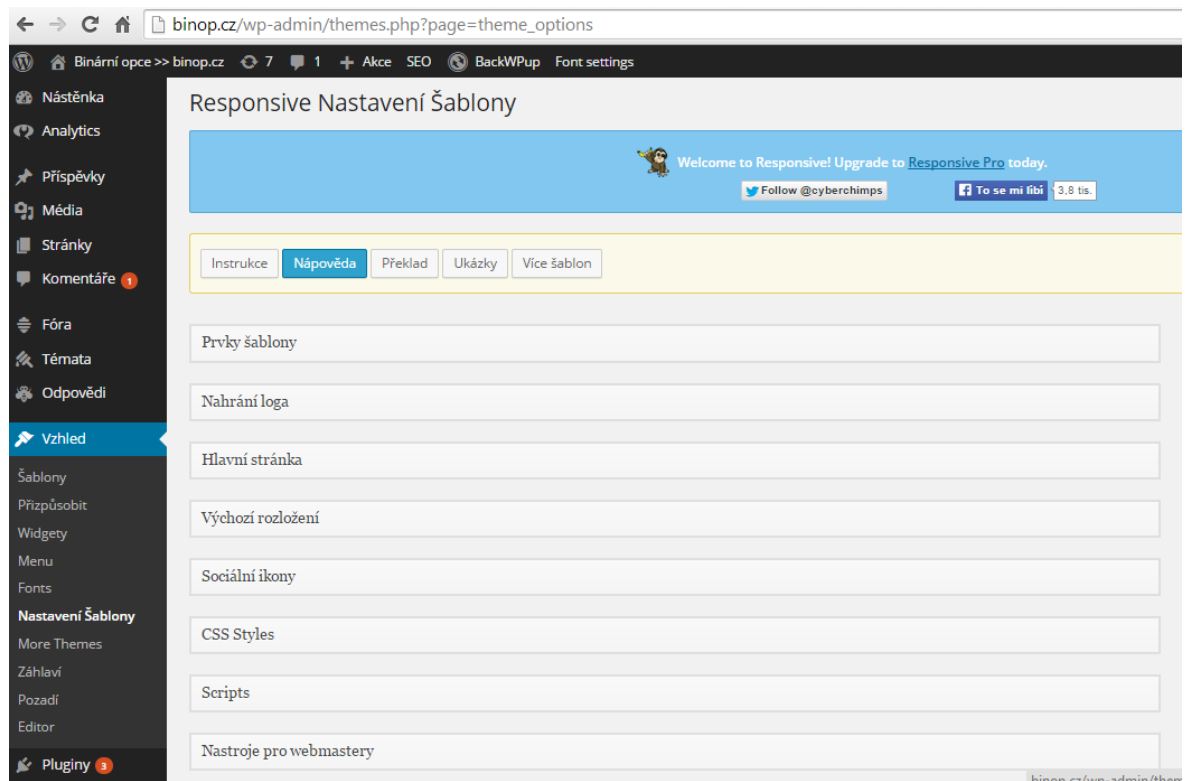 binop.cz/wp-admin/themes.php?page=theme_options
Binární opce >> binop.cz 7 1 + Akce SEO BackWPup Font settings
Nástěnka
Analytics
Příspěvky
Média
Stránky
Komentáře 1
Fóra
Témata
Odpovědi
Vzhled
Šablony
Přizpůsobit
Widgety
Menu
Fonts
Nastavení Šablony
More Themes
Záhlaví
Pozadí
Editor
Pluginy 3
Responsive Nastavení Šablony
Welcome to Responsive! Upgrade to Responsive Pro today.
Follow @cyberchimps To se mi líbí 3,8 tis.
Instrukce Nápověda Překlad Ukázky Více šablon
Prvky šablony
Nahrání loga
Hlavní stránka
Výchozí rozložení
Sociální ikony
CSS Styles
Scripts
Nastroje pro webmastery